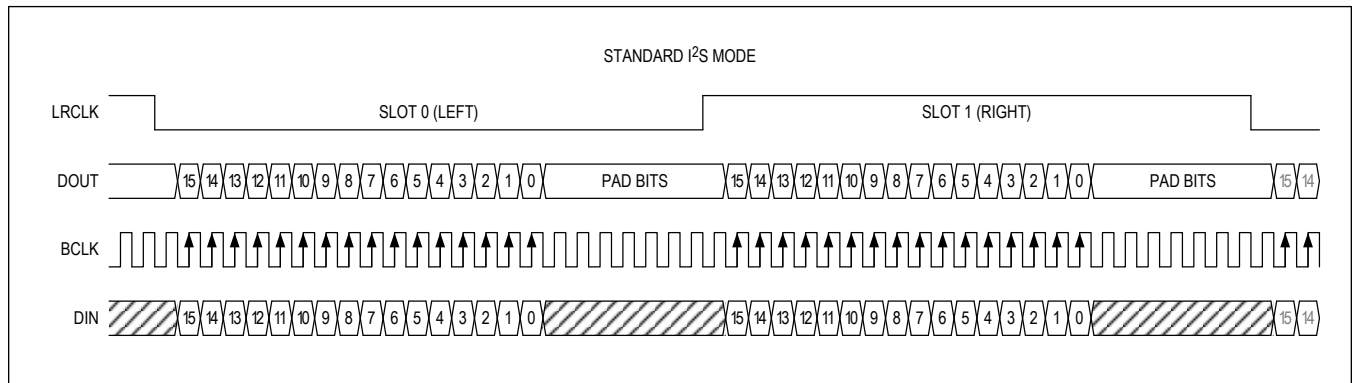 STANDARD I²S MODE
LRCLK SLOT 0 (LEFT) SLOT 1 (RIGHT)
DOUT 15 14 13 12 11 10 9 8 7 6 5 4 3 2 1 0 PAD BITS 15 14 13 12 11 10 9 8 7 6 5 4 3 2 1 0 PAD BITS 15 14
BCLK
DIN 15 14 13 12 11 10 9 8 7 6 5 4 3 2 1 0 15 14 13 12 11 10 9 8 7 6 5 4 3 2 1 0 15 14